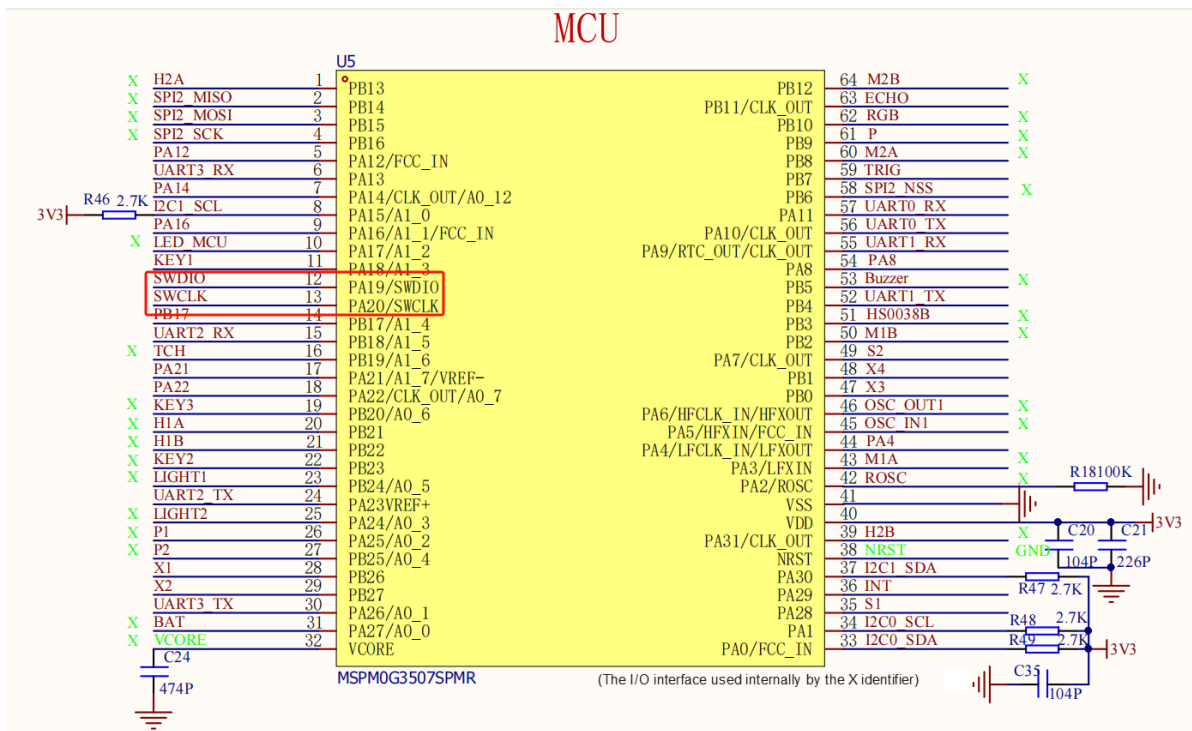 MCU
U5
X H2A 1 PB13
X SPI2_MISO 2 PB14
X SPI2_MOSI 3 PB15
X SPI2_SCK 4 PB16
PA12 5 PA12/FCC_IN
UART3_RX 6 PA13
PA14 7 PA14/CLK_OUT/A0_12
3V3 R46 2.7K I2C1_SCL 8 PA15/A1_0
PA16 9 PA16/A1_1/FCC_IN
X LED_MCU 10 PA17/A1_2
KEY1 11 PA18/A1_3
SWDIO 12 PA19/SWDIO
SWCLK 13 PA20/SWCLK
PB17 14 PB17/A1_4
UART2_RX 15 PB18/A1_5
X TCH 16 PB19/A1_6
PA21 17 PA21/A1_7/VREF-
PA22 18 PA22/CLK_OUT/A0_7
X KEY3 19 PB20/A0_6
X H1A 20 PB21
X H1B 21 PB22
X KEY2 22 PB23
X LIGHT1 23 PB24/A0_5
UART2_TX 24 PA23VREF+
X LIGHT2 25 PA24/A0_3
X P1 26 PA25/A0_2
X P2 27 PB25/A0_4
X1 28 PB26
X2 29 PB27
UART3_TX 30 PA26/A0_1
X BAT 31 PA27/A0_0
X VCORE 32 VCORE
C24
474P
PB12 64 M2B X
PB11/CLK_OUT 63 ECHO
PB10 62 RGB X
PB9 61 P X
PB8 60 M2A X
PB7 59 TRIG
PB6 58 SPI2_NSS X
PA11 57 UART0_RX
PA10/CLK_OUT 56 UART0_TX
PA9/RTC_OUT/CLK_OUT 55 UART1_RX
PA8 54 PA8
PB5 53 Buzzer X
PB4 52 UART1_TX
PB3 51 HS0038B X
PB2 50 M1B X
PA7/CLK_OUT 49 S2
PB1 48 X4
PB0 47 X3
PA6/HFCLK_IN/HFXOUT 46 OSC_OUT1 X
PA5/HFXIN/FCC_IN 45 OSC_IN1 X
PA4/LFCLK_IN/LFXOUT 44 PA4
PA3/LFXIN 43 M1A X
PA2/ROSC 42 ROSC X R18100K
VSS 41
VDD 40 3V3
PA31/CLK_OUT 39 H2B X C20 C21
NRST 38 NRST GND 104P 226P
PA30 37 I2C1_SDA R47 2.7K
PA29 36 INT
PA28 35 S1
PA1 34 I2C0_SCL R48 2.7K
PA0/FCC_IN 33 I2C0_SDA R49 2.7K 3V3
C35
104P
MSPM0G3507SPMR
(The I/O interface used internally by the X identifier)